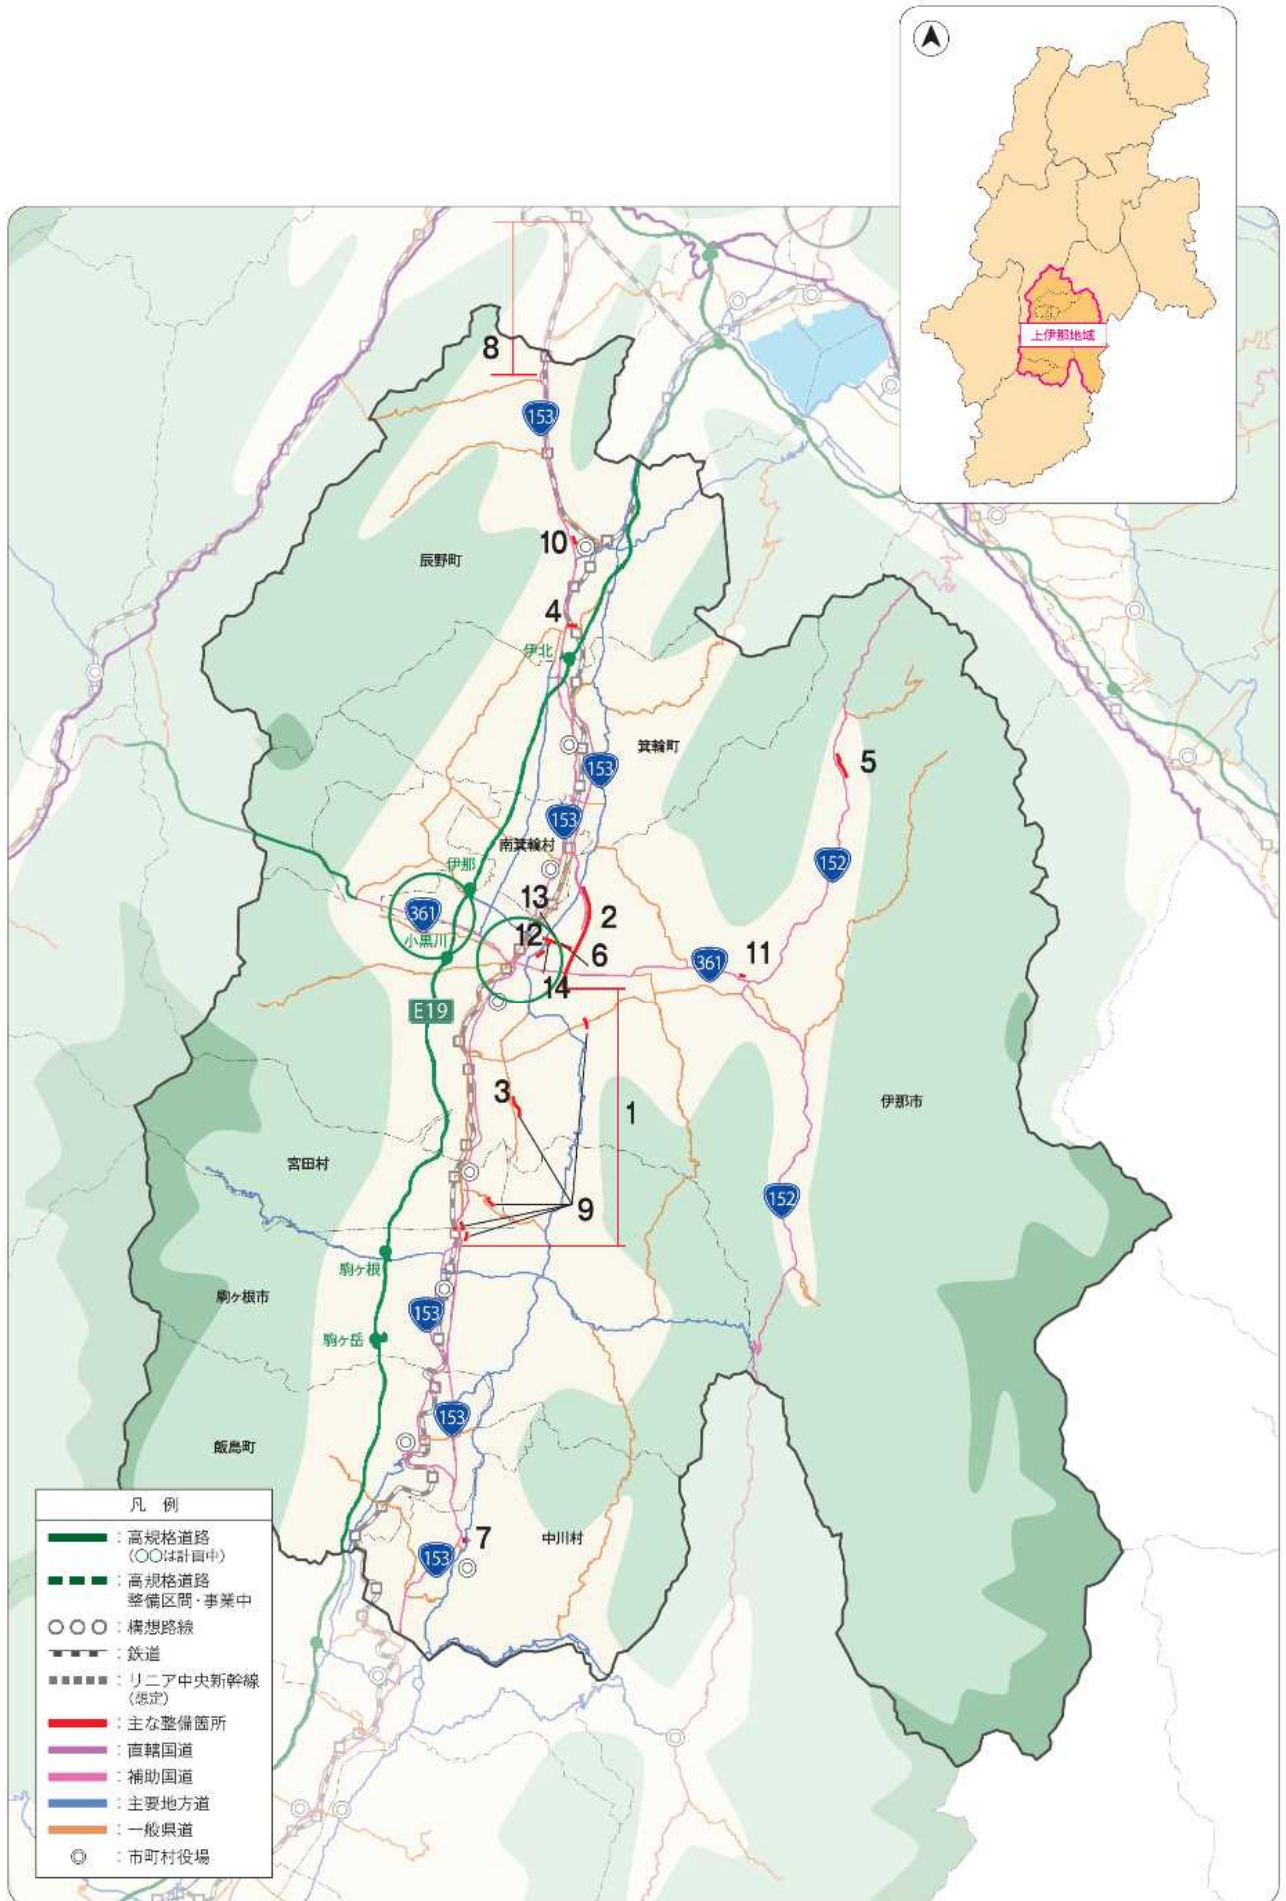 上伊那地域
8
153
10
辰野町
4
伊北
箕輪町
153
5
153
南箕輪村
152
伊那
13
2
361
小黒川
12
6
361
11
14
E19
3
1
伊那市
宮田村
152
9
駒ヶ根
駒ヶ根市
153
駒ヶ岳
153
飯島町
7
中川村
153
凡 例
:高規格道路
(〇〇は計画中)
:高規格道路
整備区間・事業中
:構想路線
:鉄道
:リニア中央新幹線
(想定)
:主な整備箇所
:直轄国道
:補助国道
:主要地方道
:一般県道
:市町村役場